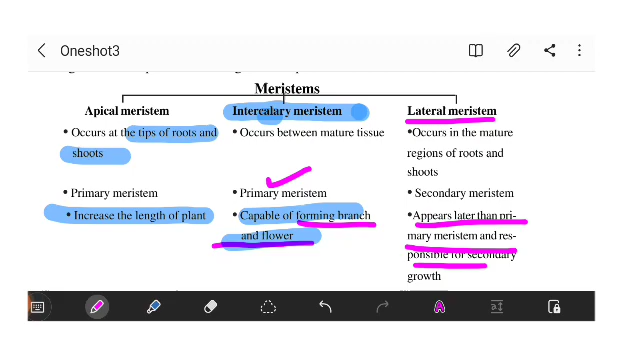 Oneshot3
Meristems
Apical meristem
• Occurs at the tips of roots and
shoots
• Primary meristem
• Increase the length of plant
Intercalary meristem
• Occurs between mature tissue
• Primary meristem
• Capable of forming branch
and flower
Lateral meristem
•Occurs in the mature
regions of roots and
shoots
• Secondary meristem
• Appears later than pri-
mary meristem and res-
ponsible for secondary
growth